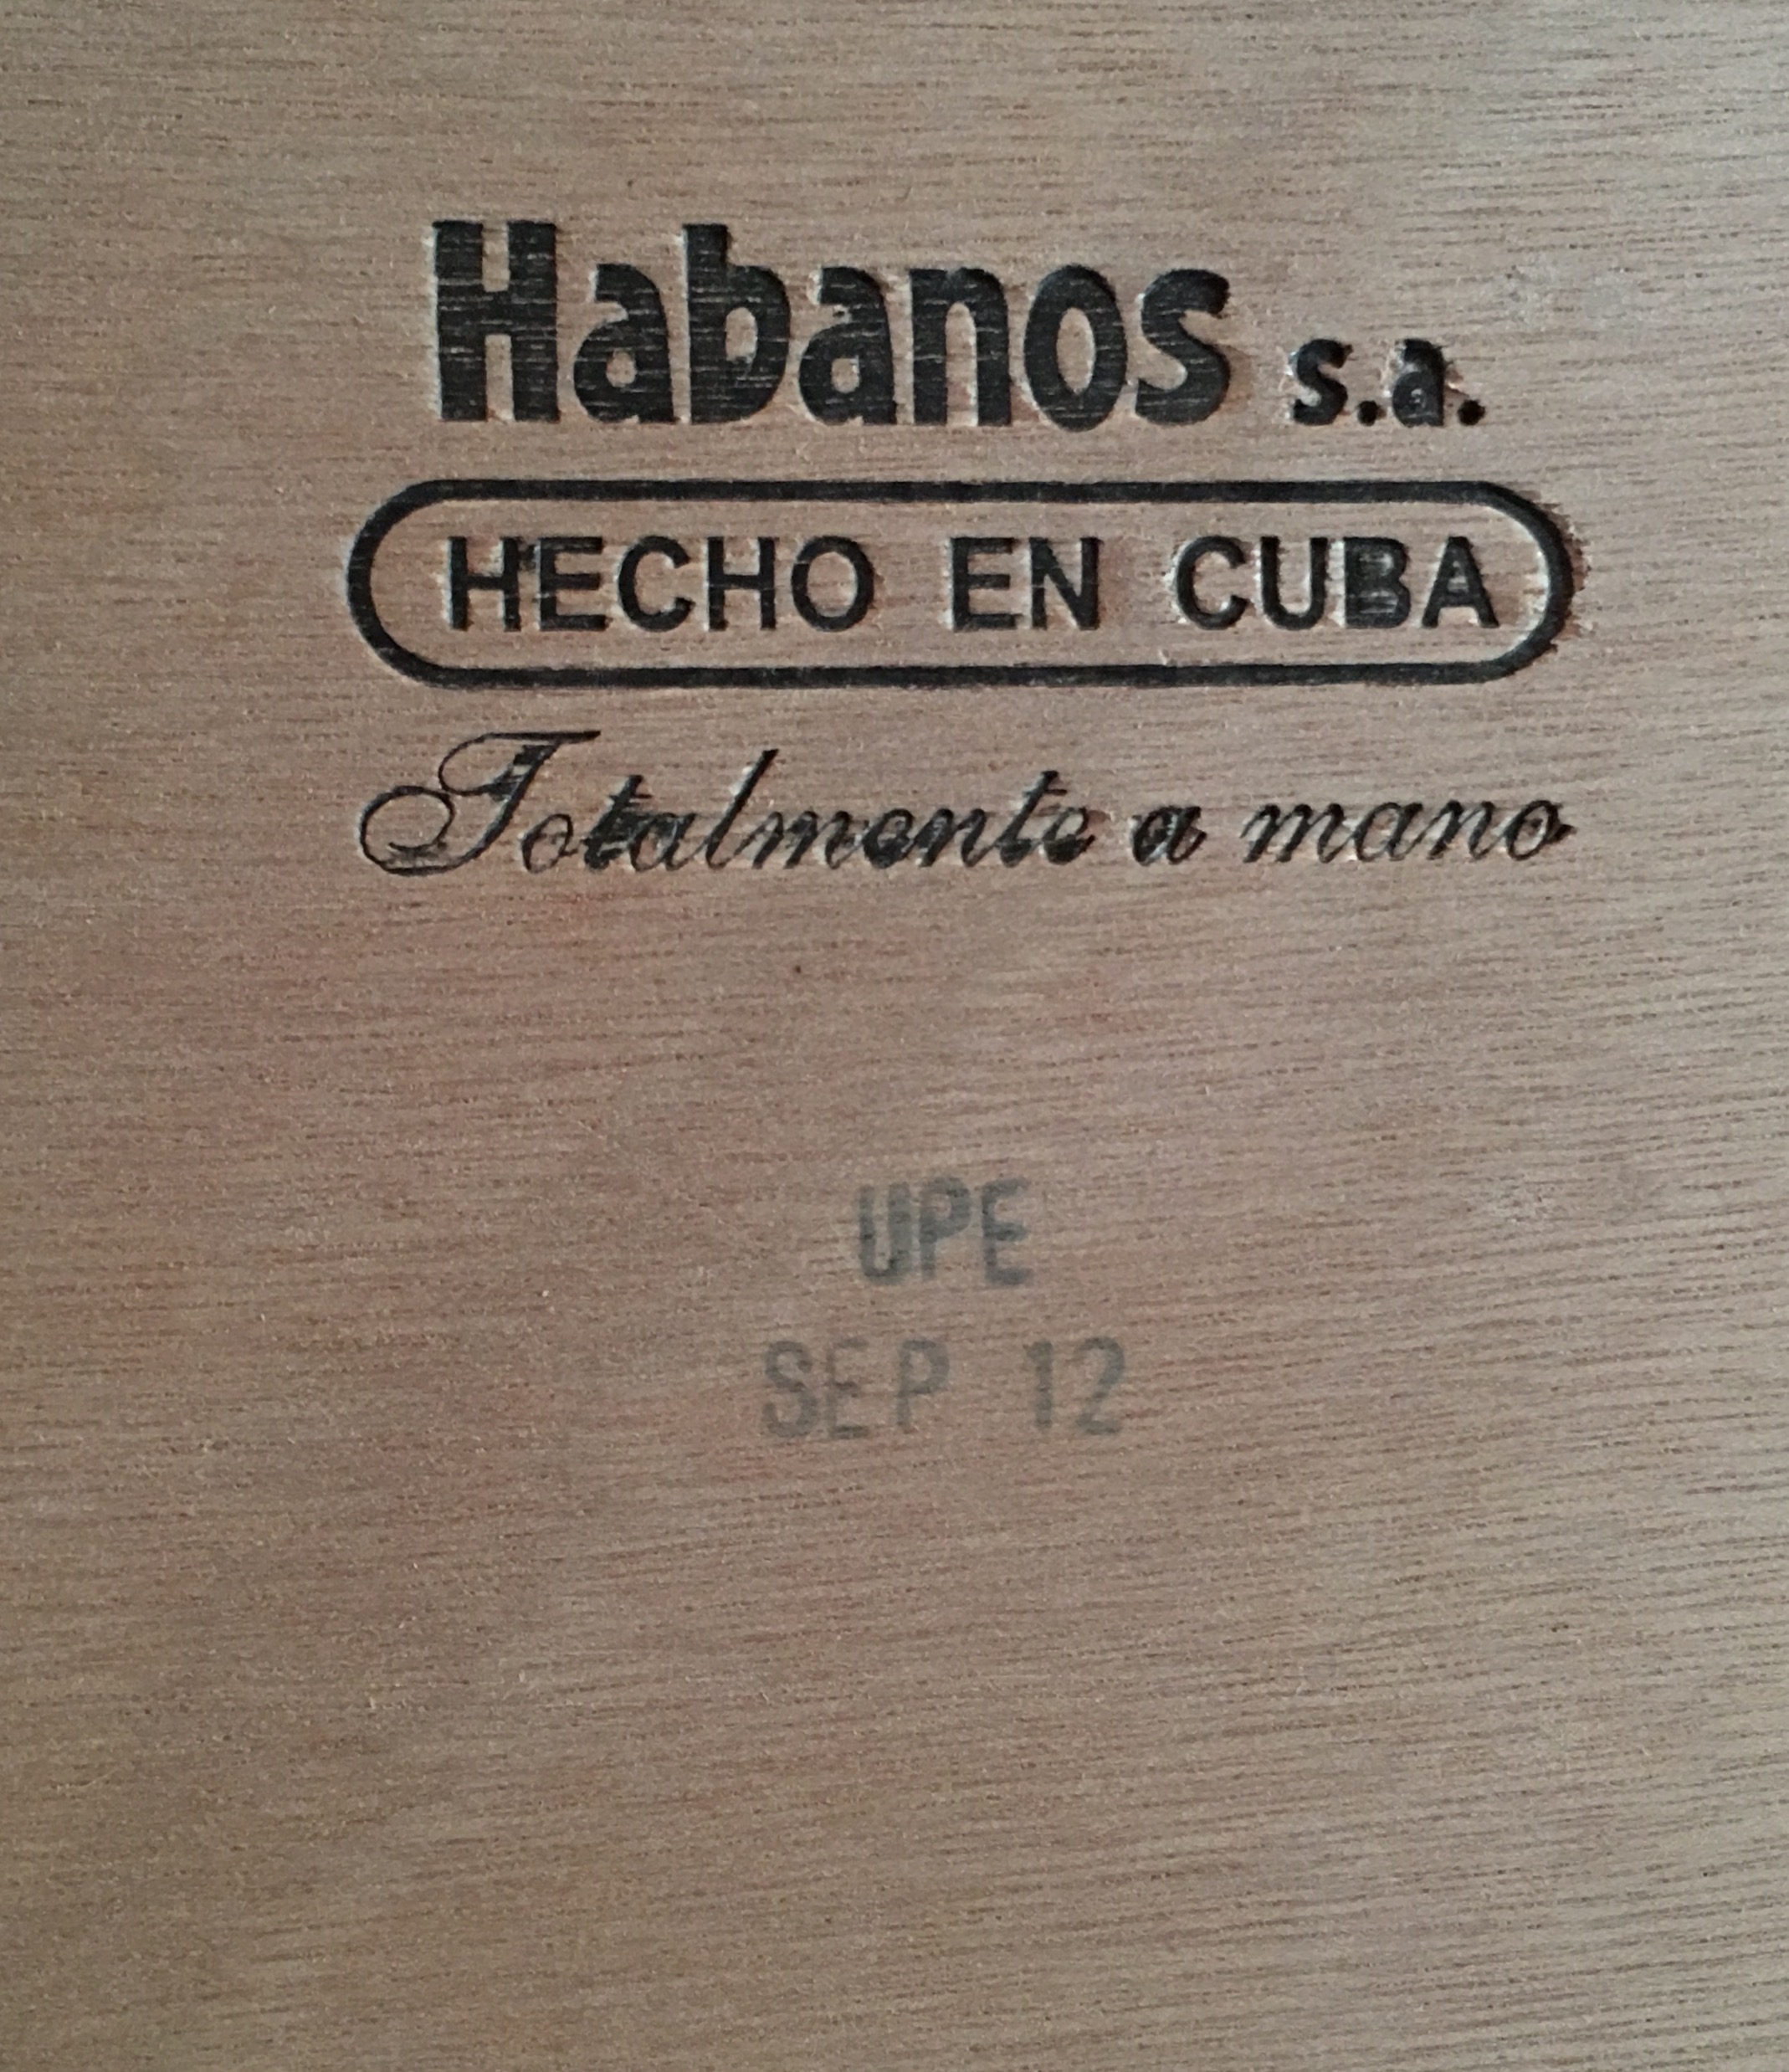 Habanos s.a.
HECHO EN CUBA
Totalmente a mano
UPE
SEP 12